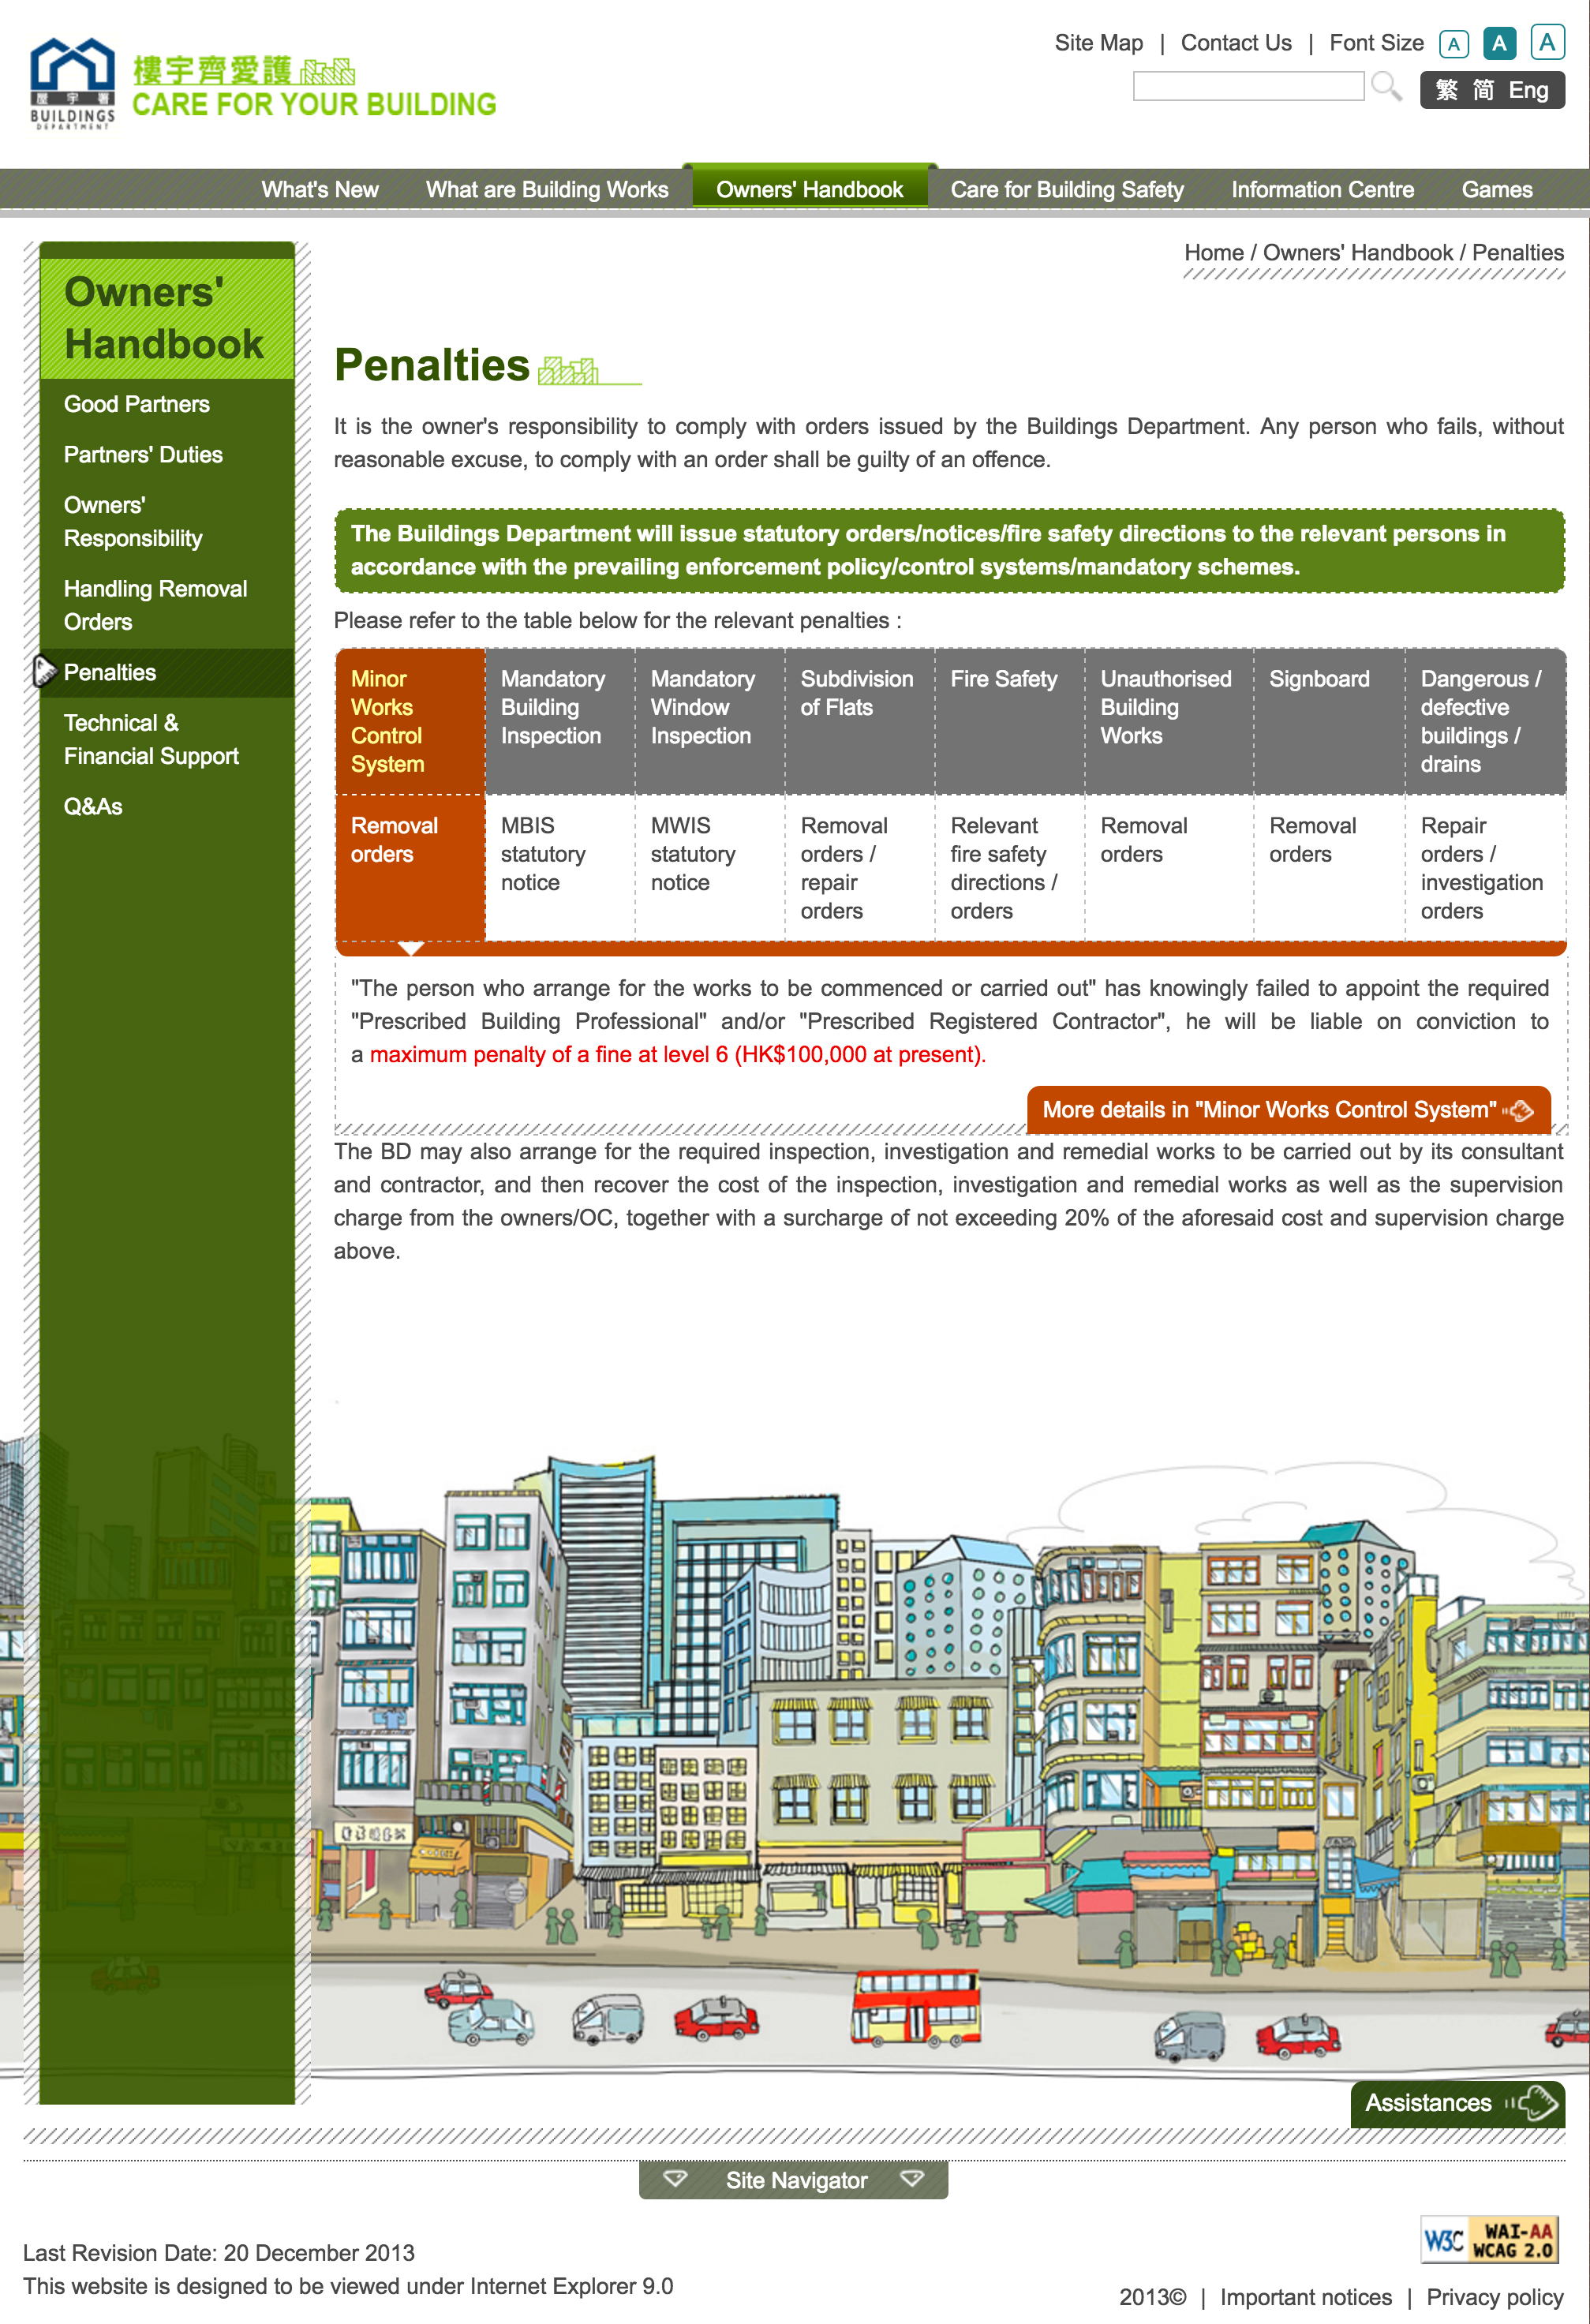 Site Map | Contact Us | Font Size A A A
樓宇齊愛護
CARE FOR YOUR BUILDING
屋宇署
BUILDINGS
DEPARTMENT
繁 简 Eng
What's New What are Building Works Owners' Handbook Care for Building Safety Information Centre Games
Home / Owners' Handbook / Penalties
Owners'
Handbook
Good Partners
Partners' Duties
Owners'
Responsibility
Handling Removal
Orders
Penalties
Technical &
Financial Support
Q&As
Penalties
It is the owner's responsibility to comply with orders issued by the Buildings Department. Any person who fails, without
reasonable excuse, to comply with an order shall be guilty of an offence.
The Buildings Department will issue statutory orders/notices/fire safety directions to the relevant persons in
accordance with the prevailing enforcement policy/control systems/mandatory schemes.
Please refer to the table below for the relevant penalties :
Minor
Works
Control
System
Mandatory
Building
Inspection
Mandatory
Window
Inspection
Subdivision
of Flats
Fire Safety
Unauthorised
Building
Works
Signboard
Dangerous /
defective
buildings /
drains
Removal
orders
MBIS
statutory
notice
MWIS
statutory
notice
Removal
orders /
repair
orders
Relevant
fire safety
directions /
orders
Removal
orders
Removal
orders
Repair
orders /
investigation
orders
"The person who arrange for the works to be commenced or carried out" has knowingly failed to appoint the required
"Prescribed Building Professional" and/or "Prescribed Registered Contractor", he will be liable on conviction to
a maximum penalty of a fine at level 6 (HK$100,000 at present).
More details in "Minor Works Control System"
The BD may also arrange for the required inspection, investigation and remedial works to be carried out by its consultant
and contractor, and then recover the cost of the inspection, investigation and remedial works as well as the supervision
charge from the owners/OC, together with a surcharge of not exceeding 20% of the aforesaid cost and supervision charge
above.
Assistances
Site Navigator
W3C WAI-AA
WCAG 2.0
Last Revision Date: 20 December 2013
This website is designed to be viewed under Internet Explorer 9.0
2013© | Important notices | Privacy policy